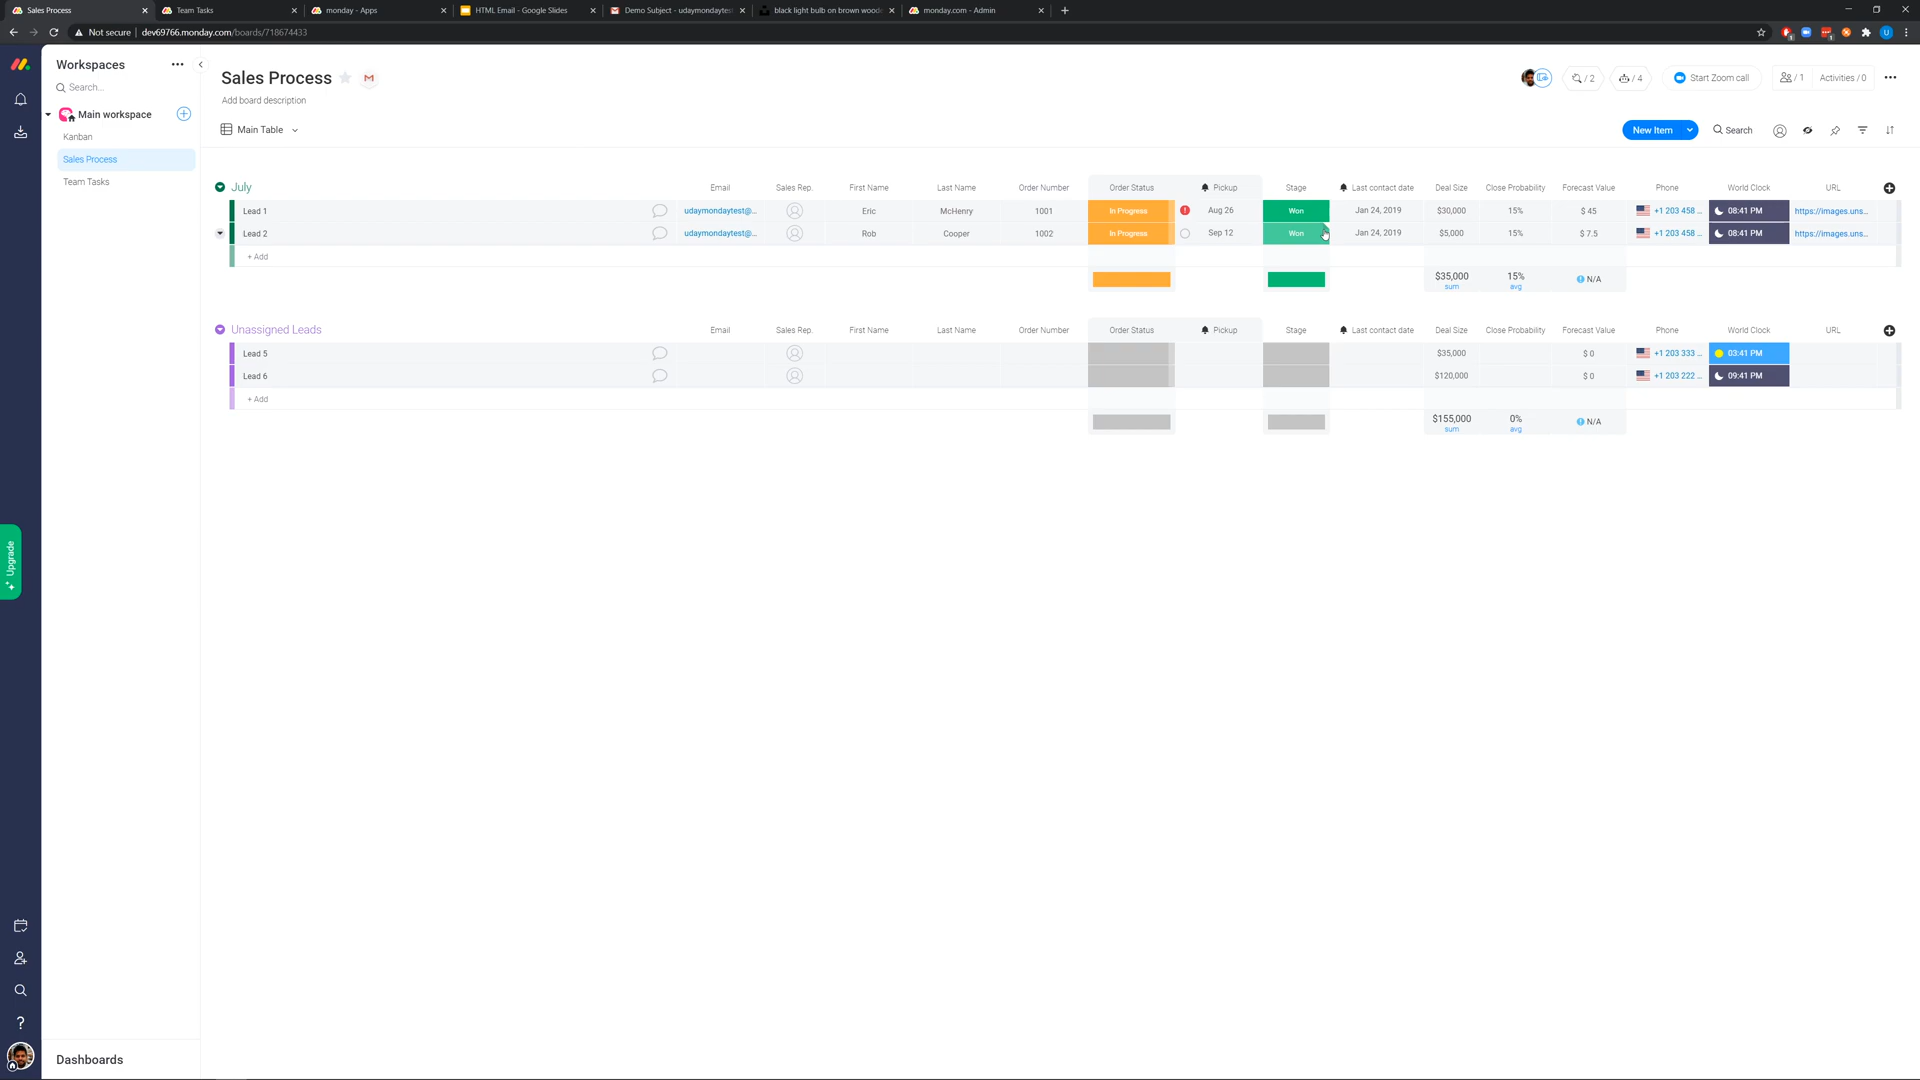 Sales Process
Team Tasks
monday - Apps
HTML Email - Google Slides
Demo Subject - udaymondaytest
black light bulb on brown woode
monday.com - Admin
Not secure
dev69766.monday.com/boards/718674433
U
Workspaces
Search...
Main workspace
Kanban
Sales Process
Team Tasks
Upgrade
Dashboards
Sales Process
Add board description
/ 2
/ 4
Start Zoom call
/ 1
Activities / 0
Main Table
New Item
Search
July
Email
Sales Rep.
First Name
Last Name
Order Number
Order Status
Pickup
Stage
Last contact date
Deal Size
Close Probability
Forecast Value
Phone
World Clock
URL
Lead 1
udaymondaytest@...
Eric
McHenry
1001
In Progress
Aug 26
Won
Jan 24, 2019
$30,000
15%
$ 45
+1 203 458 ...
08:41 PM
https://images.uns...
Lead 2
udaymondaytest@...
Rob
Cooper
1002
In Progress
Sep 12
Won
Jan 24, 2019
$5,000
15%
$ 7.5
+1 203 458 ...
08:41 PM
https://images.uns...
+ Add
$35,000
sum
15%
avg
N/A
Unassigned Leads
Email
Sales Rep.
First Name
Last Name
Order Number
Order Status
Pickup
Stage
Last contact date
Deal Size
Close Probability
Forecast Value
Phone
World Clock
URL
Lead 5
$35,000
$ 0
+1 203 333 ...
03:41 PM
Lead 6
$120,000
$ 0
+1 203 222 ...
09:41 PM
+ Add
$155,000
sum
0%
avg
N/A